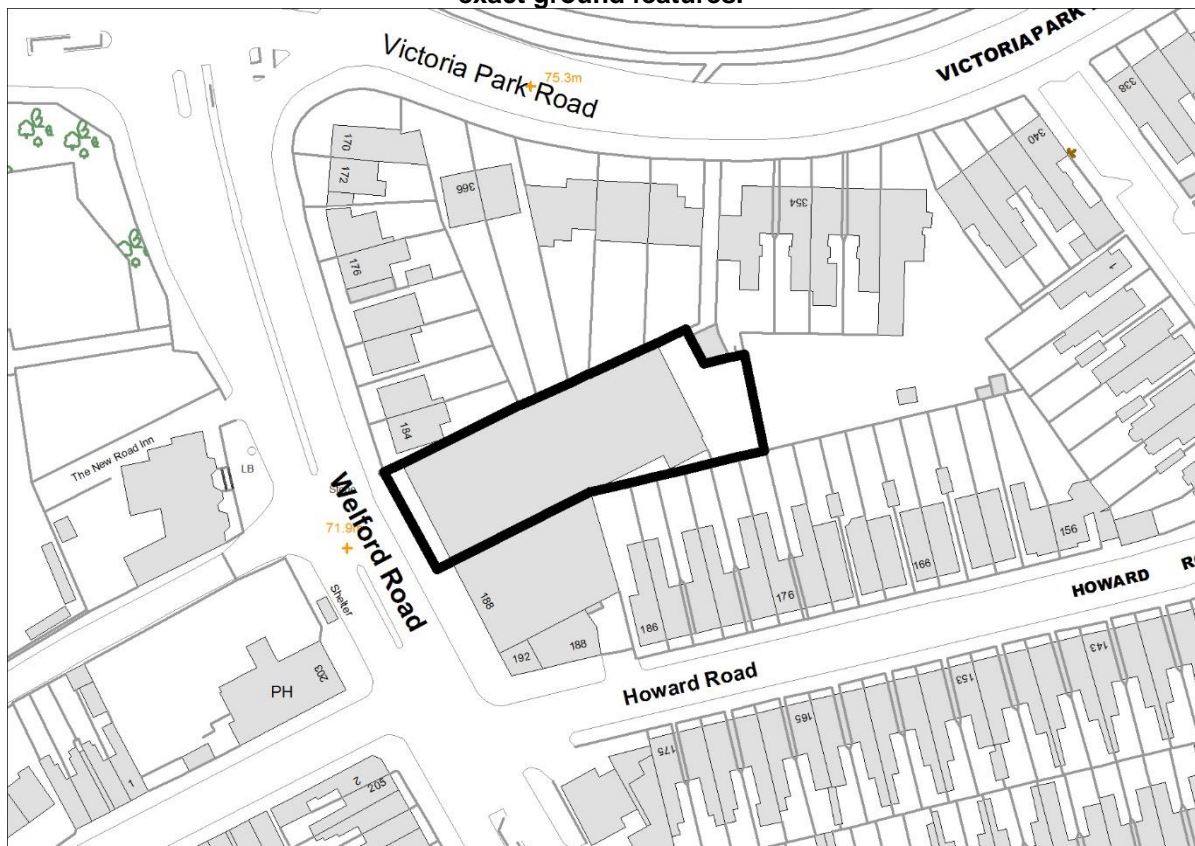 exact ground features.
Victoria Park Road
75.3m
VICTORIA PARK
338
340
170
172
366
354
176
1
184
The New Road Inn
LB
Welford Road
71.9m
Shelter
188
192
188
186
176
166
156
HOWARD
Howard Road
203
PH
143
153
165
175
1
2
205